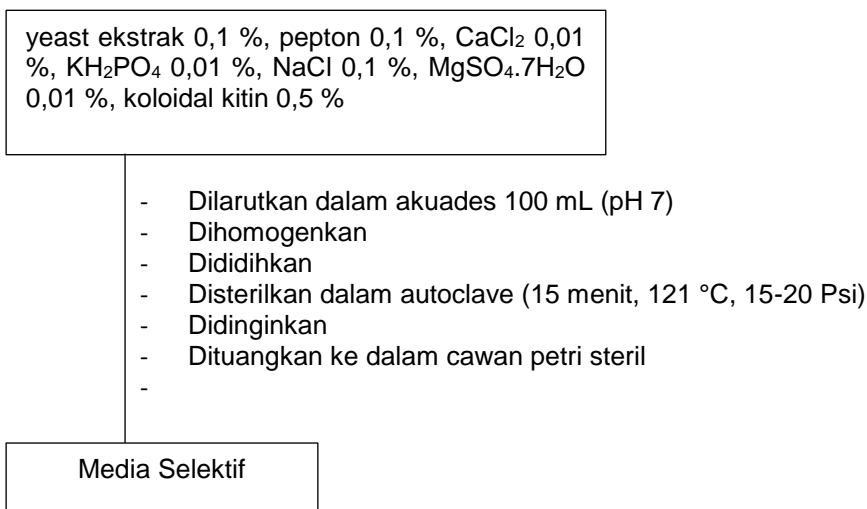 yeast ekstrak 0,1 %, pepton 0,1 %, CaCl₂ 0,01
%, KH₂PO₄ 0,01 %, NaCl 0,1 %, MgSO₄.7H₂O
0,01 %, koloidal kitin 0,5 %
- Dilarutkan dalam akuades 100 mL (pH 7)
- Dihomogenkan
- Dididihkan
- Disterilkan dalam autoclave (15 menit, 121 °C, 15-20 Psi)
- Didinginkan
- Dituangkan ke dalam cawan petri steril
-
Media Selektif